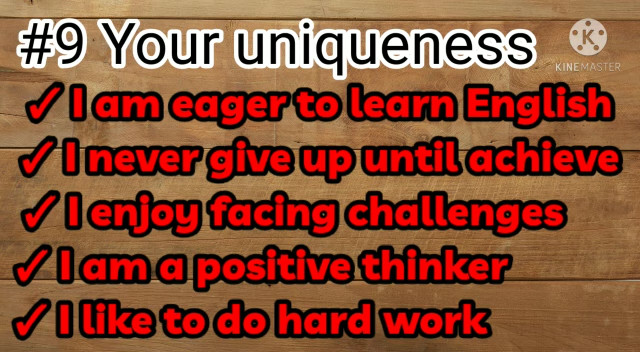 #9 Your uniqueness
KINEMASTER
✓ I am eager to learn English
✓ I never give up until achieve
✓ I enjoy facing challenges
✓ I am a positive thinker
✓ I like to do hard work